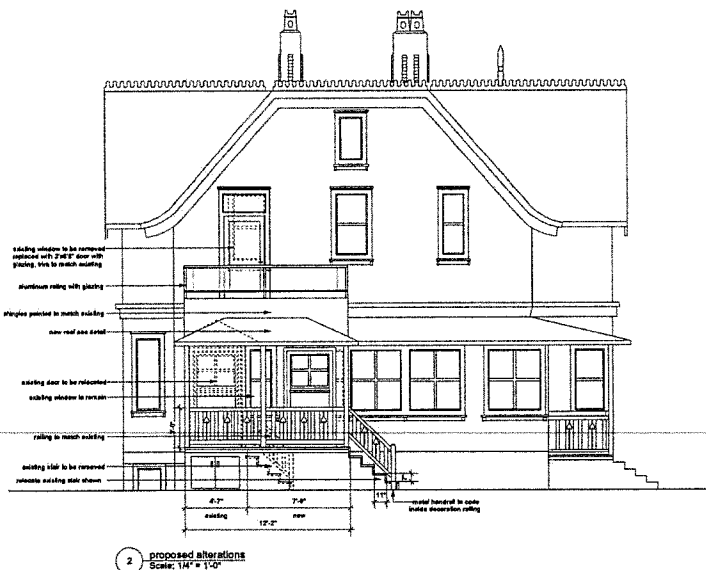 existing window to be removed
replaced with 2'x6'8" door with
glazing, trim to match existing
aluminum railing with glazing
shingles painted to match existing
new roof see detail
existing door to be relocated
existing window to remain
railing to match existing
existing stair to be removed
relocate existing stair shown
4'-7"
7'-9"
11"
existing
new
12'-2"
metal handrail to code
inside decoration railing
2
proposed alterations
Scale: 1/4" = 1'-0"